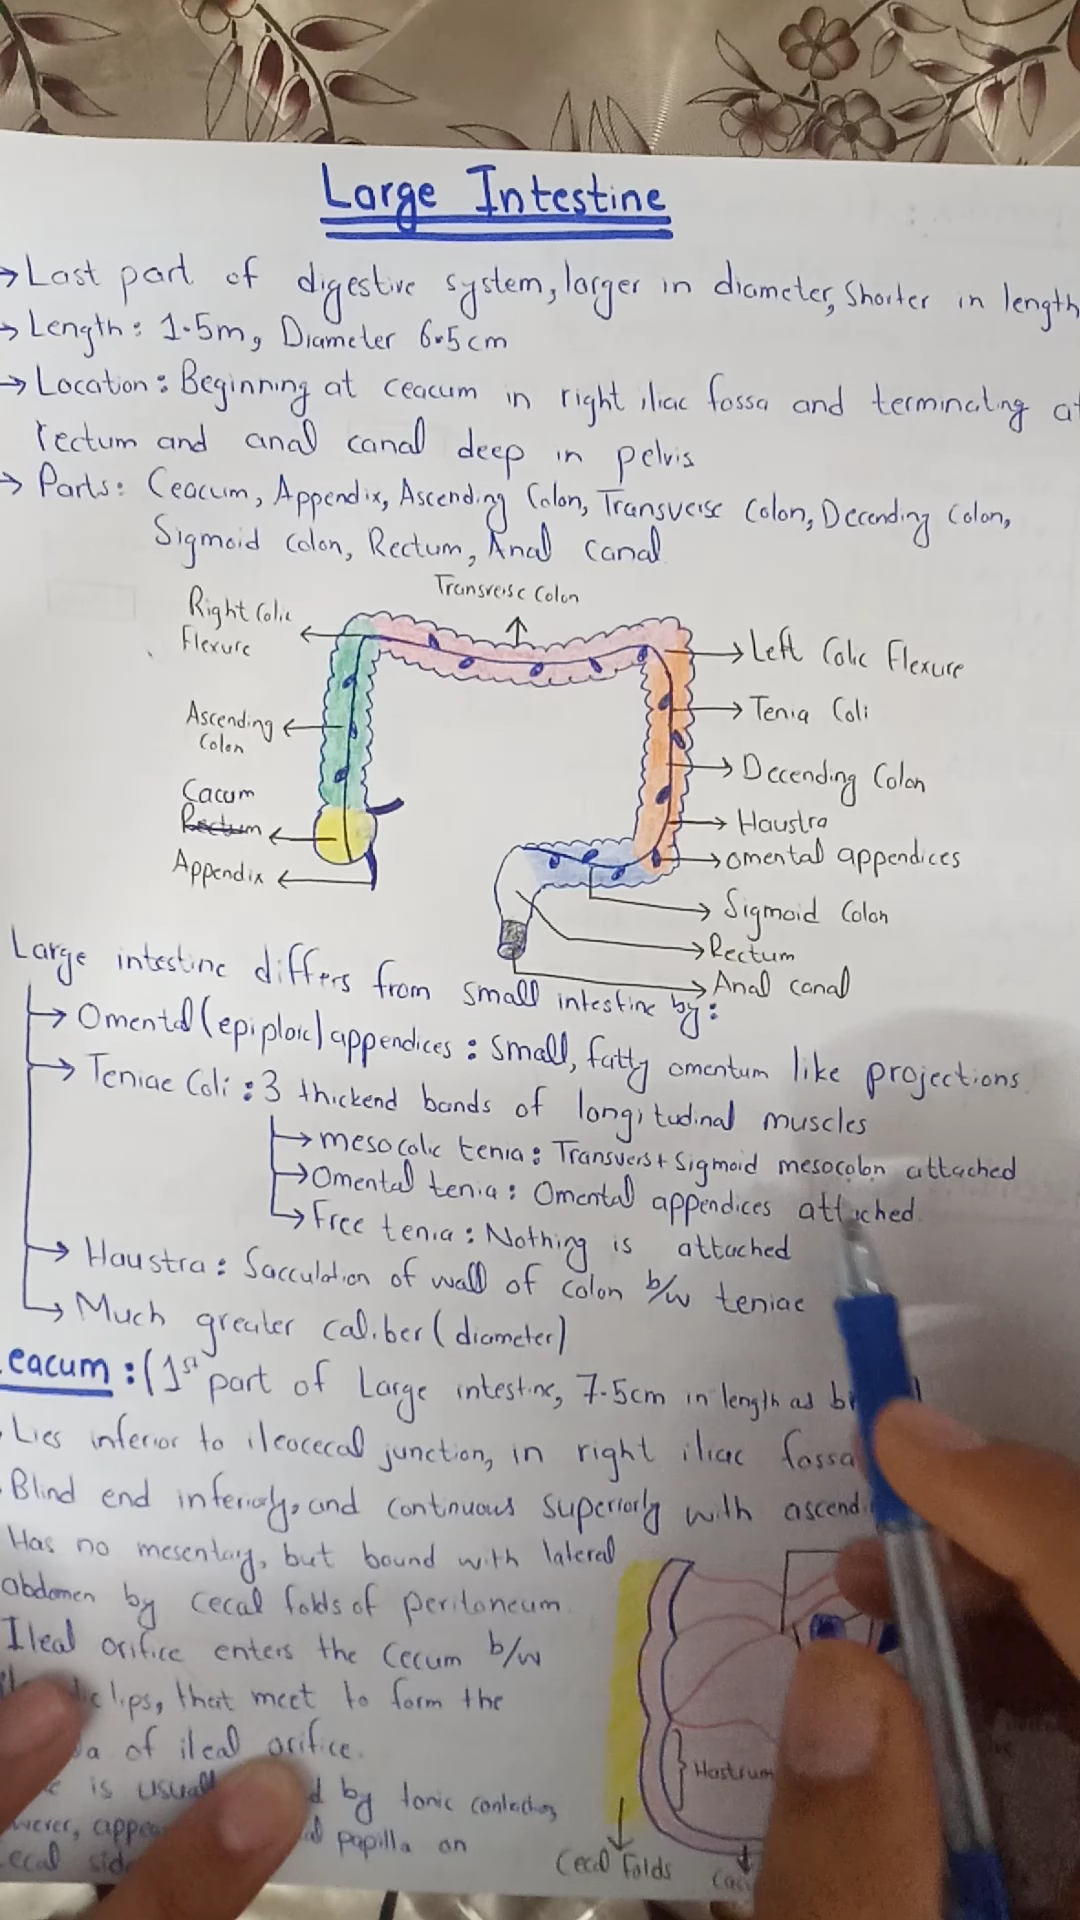 Large Intestine
→ Last part of digestive system, larger in diameter, Shorter in length
→ Length: 1.5m, Diameter 6.5cm
→ Location: Beginning at ceacum in right iliac fossa and terminating at
rectum and anal canal deep in pelvis
→ Parts: Ceacum, Appendix, Ascending Colon, Transverse Colon, Decending Colon,
Sigmoid colon, Rectum, Anal canal
Transverse Colon
Right Colic
Flexure
Left Colic Flexure
Tenia Coli
Ascending
Colon
Decending Colon
Cacum
Rectum
Haustra
omental appendices
Appendix
Sigmoid Colon
Rectum
Anal canal
Large intestine differs from small intestine by:
→ Omental (epiploic) appendices: Small, fatty omentum like projections
→ Teniae Coli: 3 thickend bands of longitudinal muscles
→ mesocolic tenia: Transvers + Sigmoid mesocolon attached
→ Omental tenia: Omental appendices attached
→ Free tenia: Nothing is attached
→ Haustra: Sacculation of wall of colon b/w teniae
→ Much greater caliber (diameter)
eacum: (1st part of Large intestine, 7.5cm in length as
Lies inferior to ileocecal junction, in right iliac fossa
Blind end inferiorly, and continuous superiorly with ascend
Has no mesentary, but bound with lateral
abdomen by cecal folds of peritoneum
Ileal orifice enters the Cecum b/w
lips, that meet to form the
of ileal orifice.
is by tonic
papilla on
ecal
Hastrum
Cecal Folds